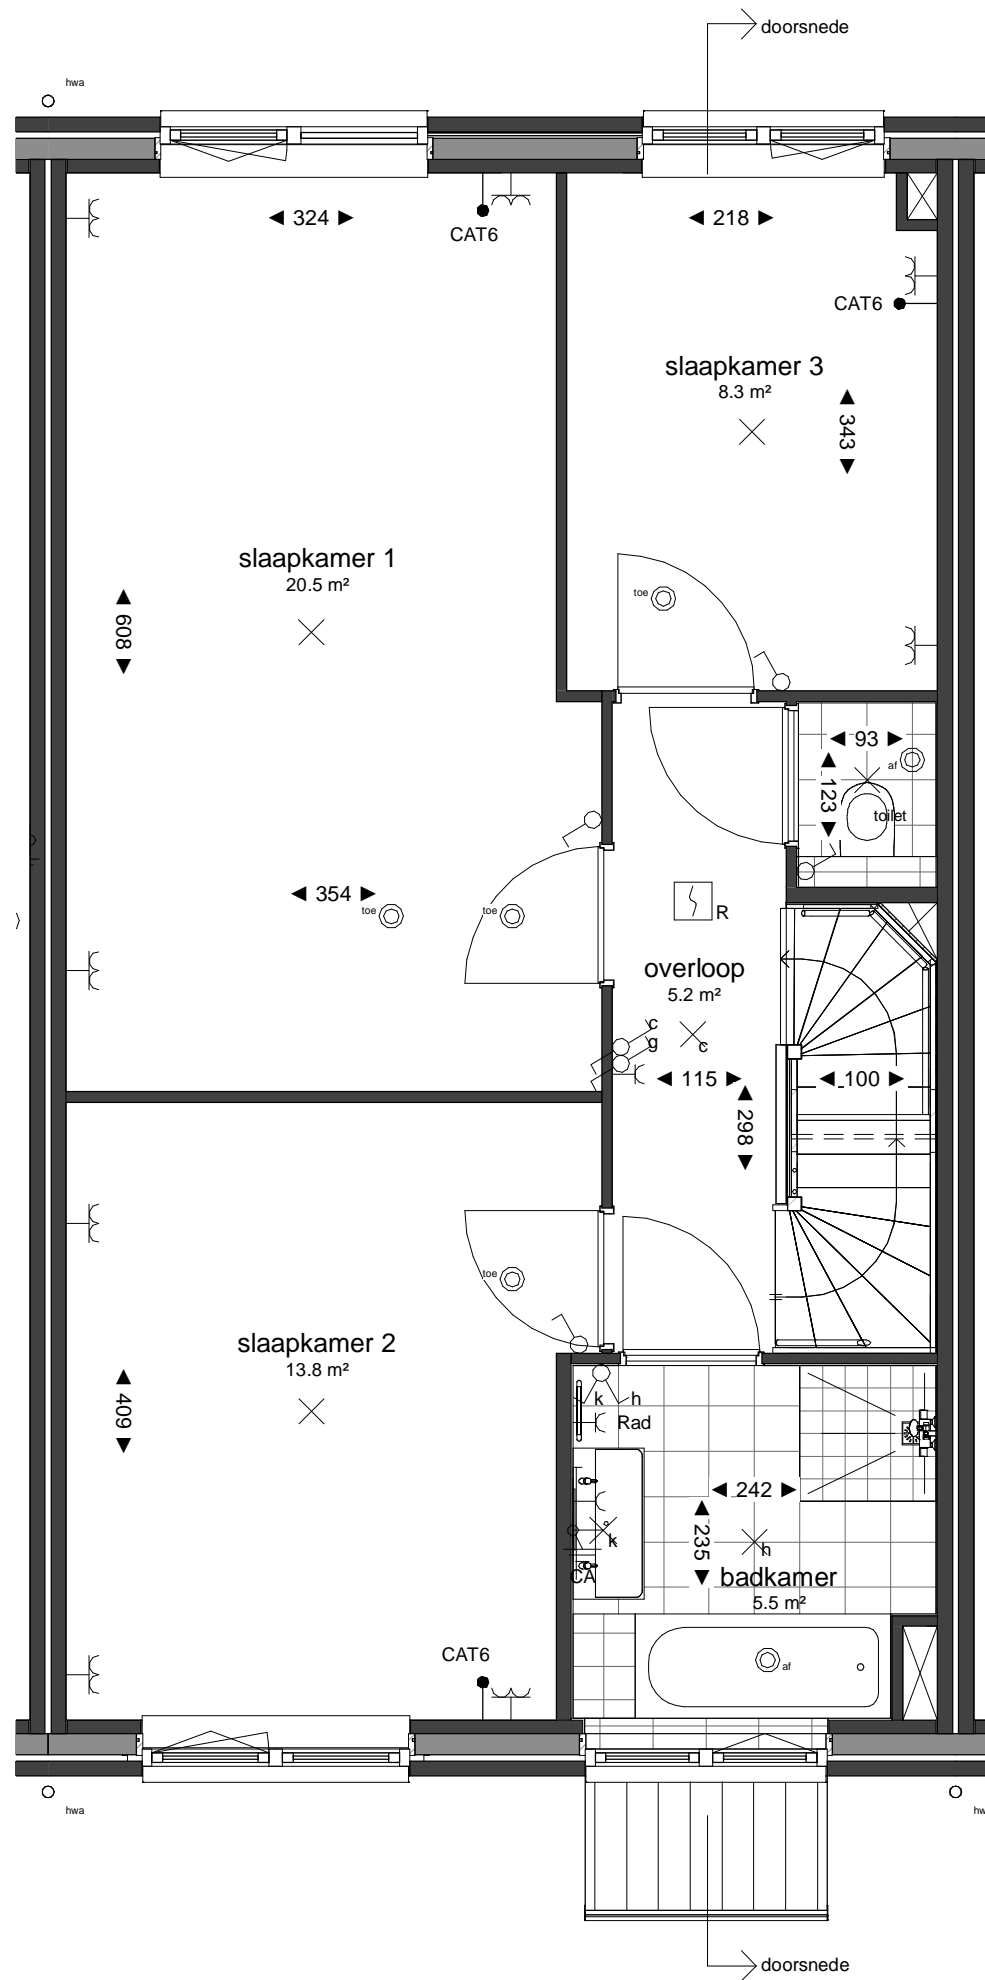 doorsnede
hwa
324
218
CAT6
CAT6
slaapkamer 3
8.3 m²
343
slaapkamer 1
20.5 m²
toe
608
93
af
123
toilet
354
toe
toe
R
overloop
5.2 m²
c
g
c
115
100
298
toe
slaapkamer 2
13.8 m²
k
h
Rad
409
242
235
k
h
CA
badkamer
5.5 m²
CAT6
af
hwa
hw
doorsnede